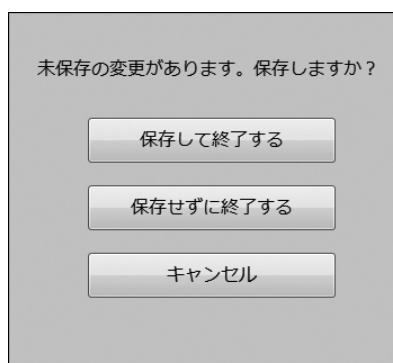 未保存の変更があります。保存しますか？
保存して終了する
保存せずに終了する
キャンセル